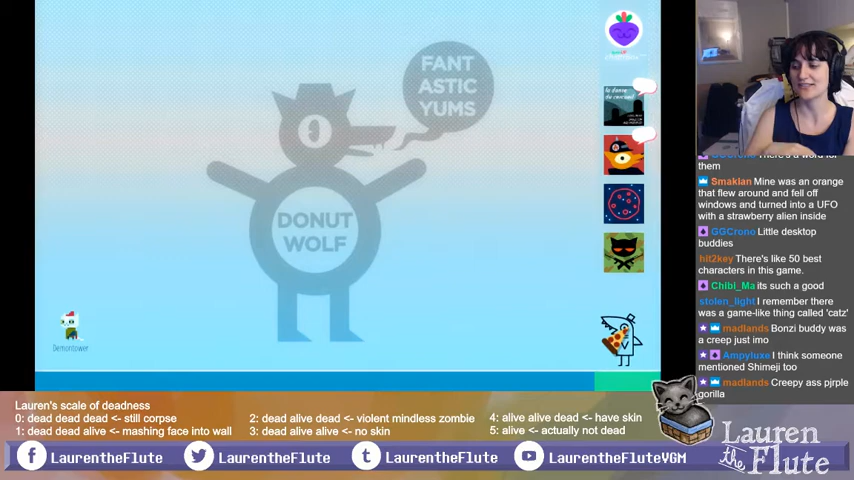 FANT
ASTIC
YUMS
DONUT
WOLF
Demontower
them
Smakian Mine was an orange
that flew around and fell off
windows and turned into a UFO
with a strawberry alien inside
GGCrono Little desktop
buddies
hit2key There's like 50 best
characters in this game.
Chibi_Ma its such a good
stolen_light I remember there
was a game-like thing called 'catz'
madlands Bonzi buddy was
a creep just imo
Ampyluxe I think someone
mentioned Shimeji too
madlands Creepy ass pjrple
gorilla
Lauren's scale of deadness
0: dead dead dead <- still corpse
1: dead dead alive <- mashing face into wall
2: dead alive dead <- violent mindless zombie
3: dead alive alive <- no skin
4: alive alive dead <- have skin
5: alive <- actually not dead
LaurentheFlute
LaurentheFlute
LaurentheFlute
LaurentheFluteVGM
Lauren
the Flute